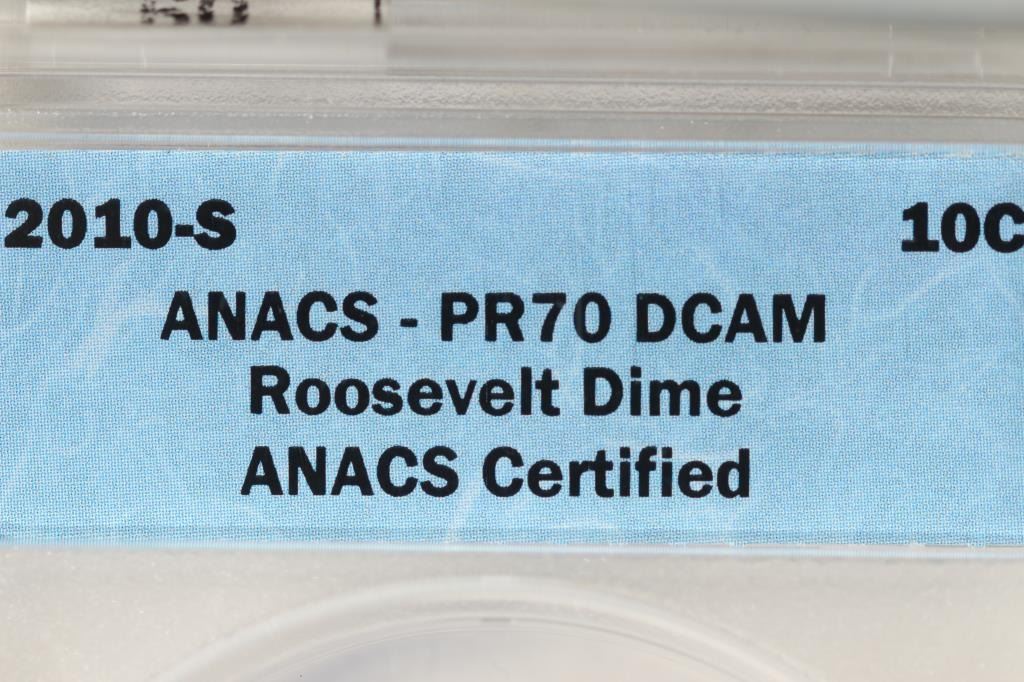 2010-S 10C
ANACS - PR70 DCAM
Roosevelt Dime
ANACS Certified